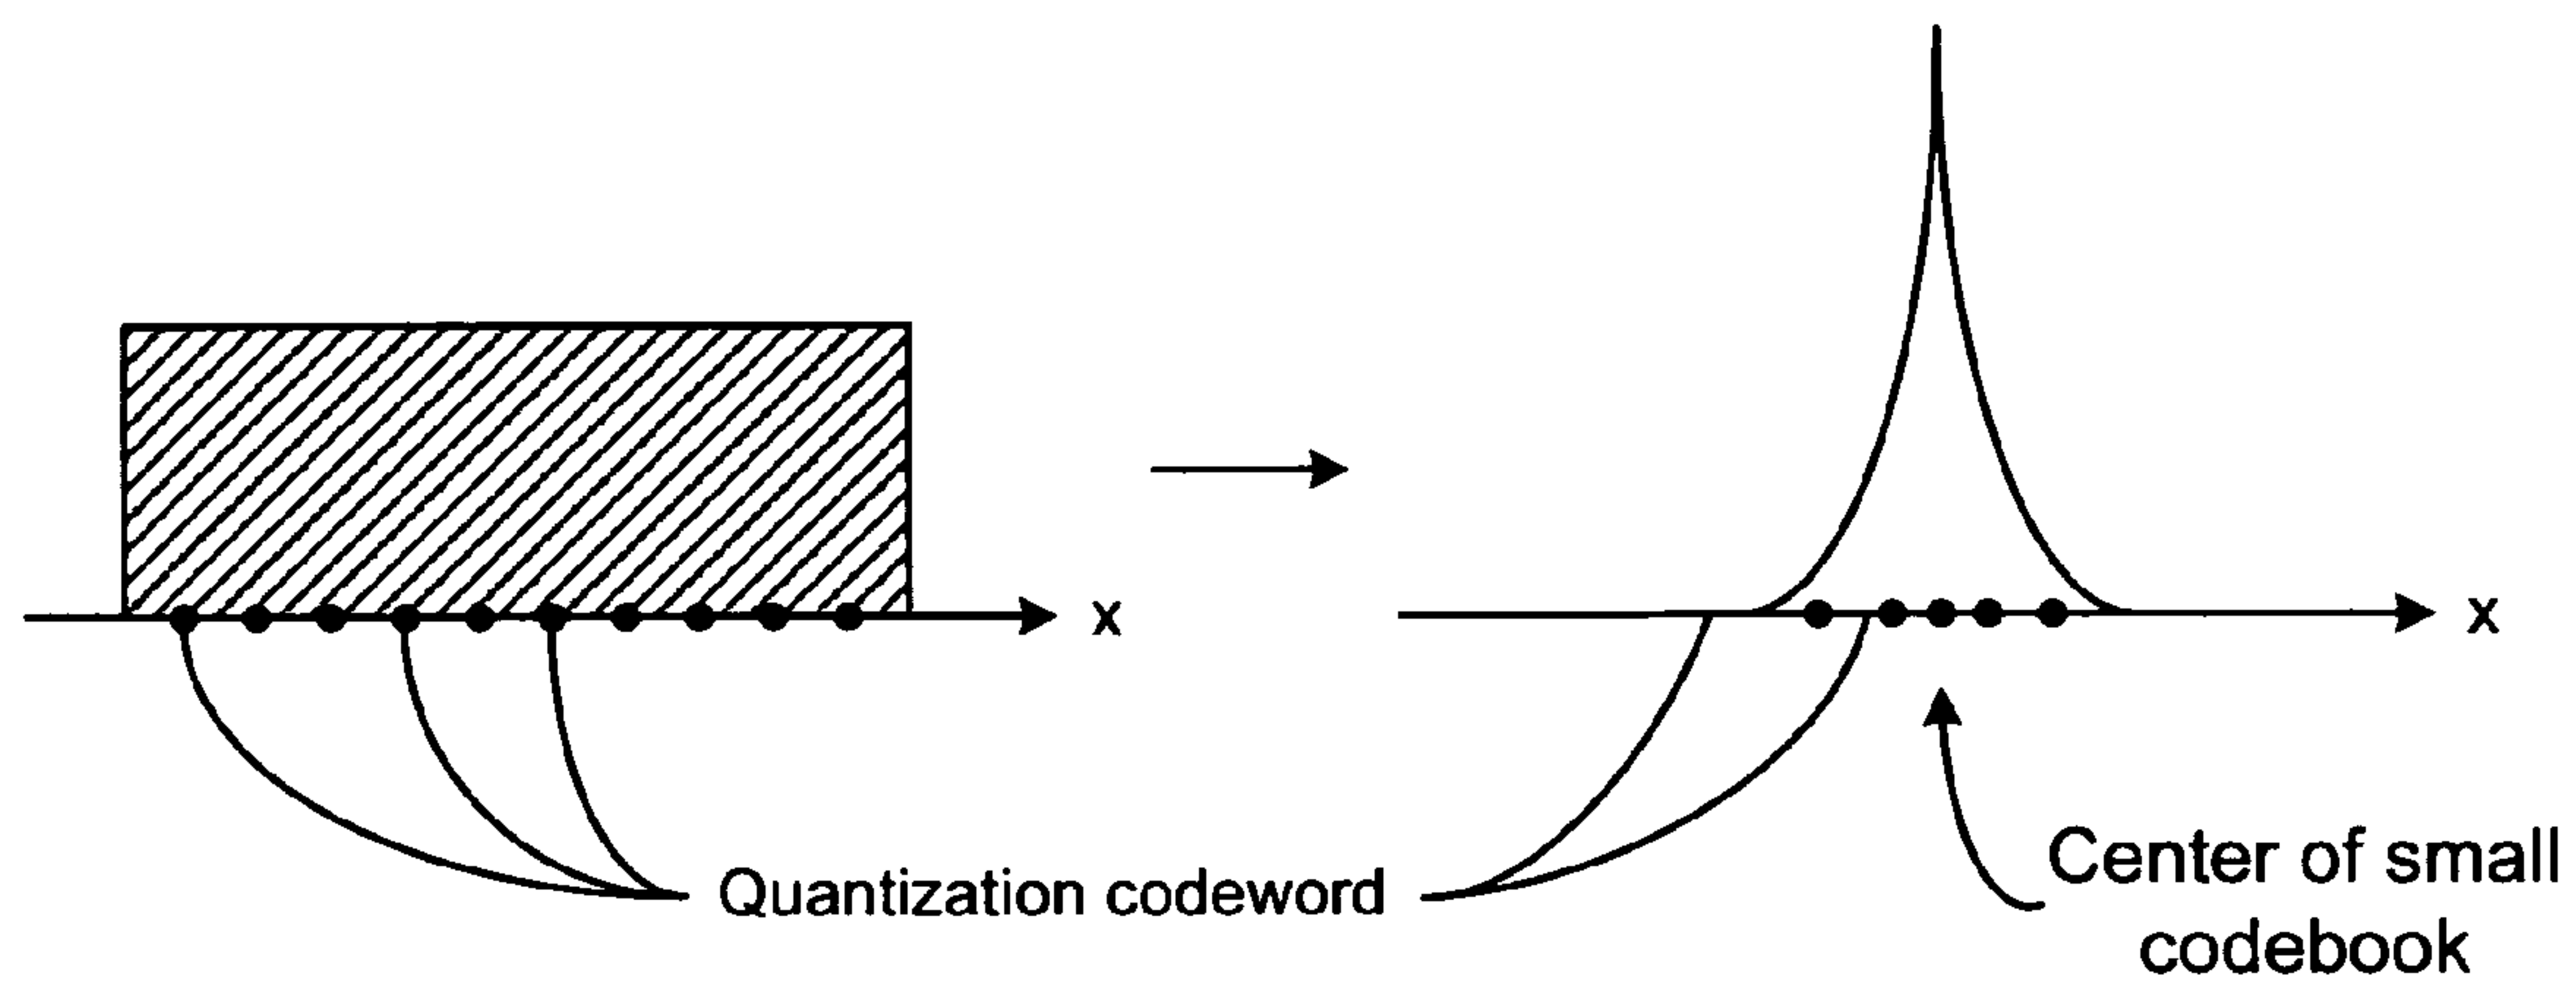 x
x
Quantization codeword
Center of small
codebook